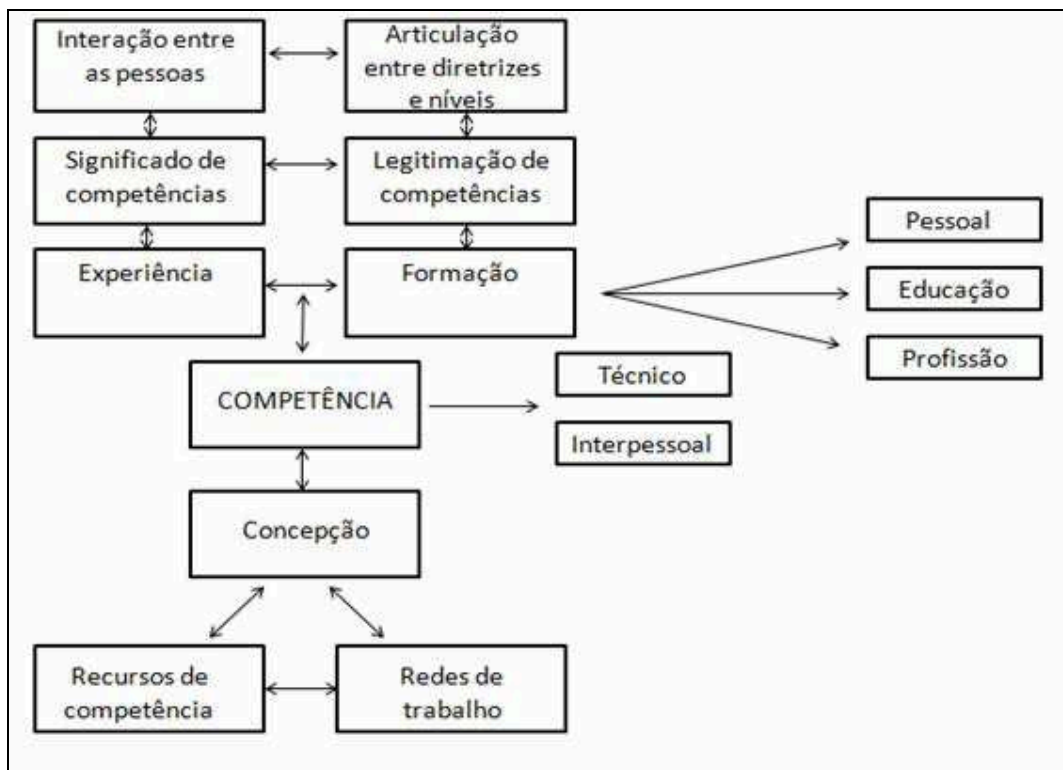 Interação entre
as pessoas
Articulação
entre diretrizes
e níveis
Significado de
competências
Legitimação de
competências
Experiência
Formação
Pessoal
Educação
Profissão
COMPETÊNCIA
Técnico
Interpessoal
Concepção
Recursos de
competência
Redes de
trabalho